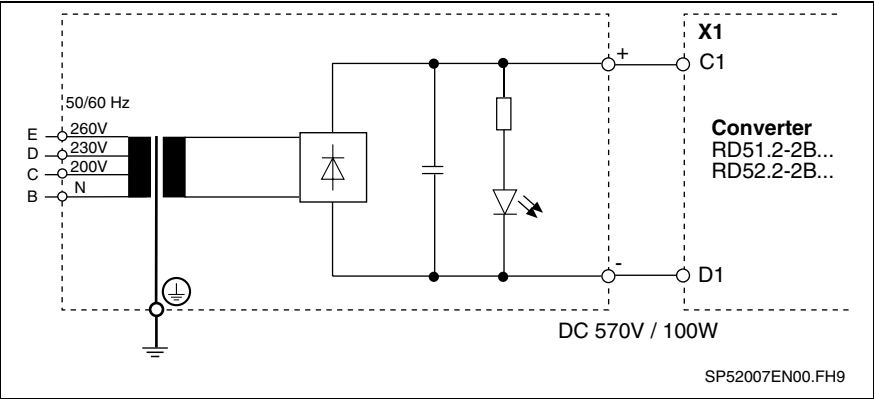 X1
+
C1
50/60 Hz
E
260V
D
230V
C
200V
B
N
Converter
RD51.2-2B...
RD52.2-2B...
-
D1
DC 570V / 100W
SP52007EN00.FH9